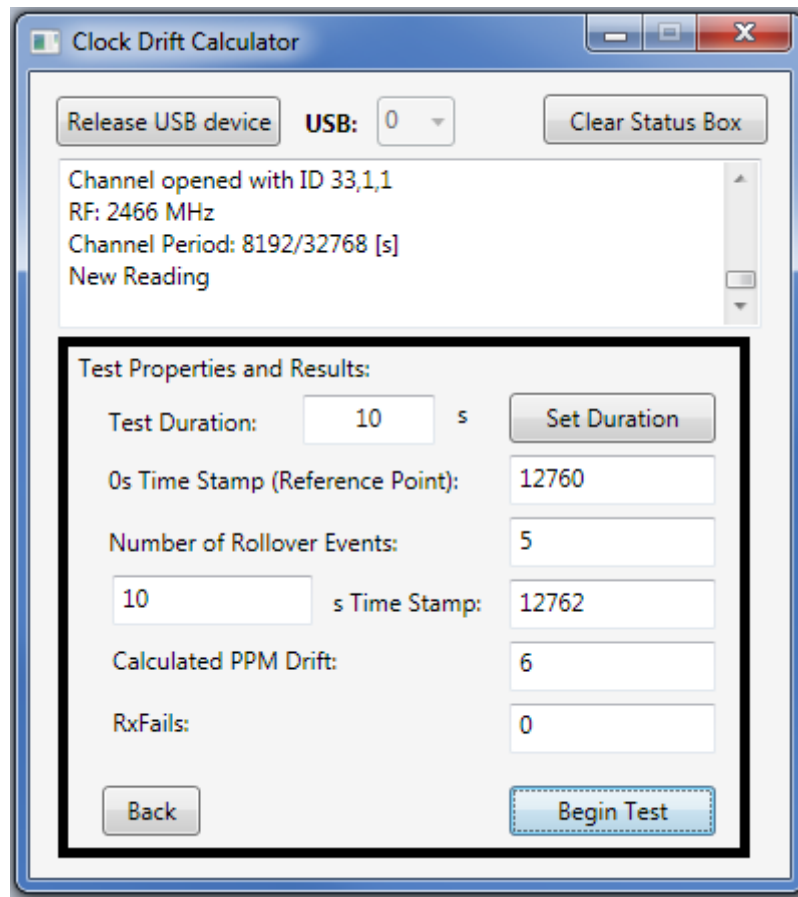 Clock Drift Calculator
Release USB device USB: 0 Clear Status Box
Channel opened with ID 33,1,1
RF: 2466 MHz
Channel Period: 8192/32768 [s]
New Reading
Test Properties and Results:
Test Duration: 10 s Set Duration
0s Time Stamp (Reference Point): 12760
Number of Rollover Events: 5
10 s Time Stamp: 12762
Calculated PPM Drift: 6
RxFails: 0
Back Begin Test